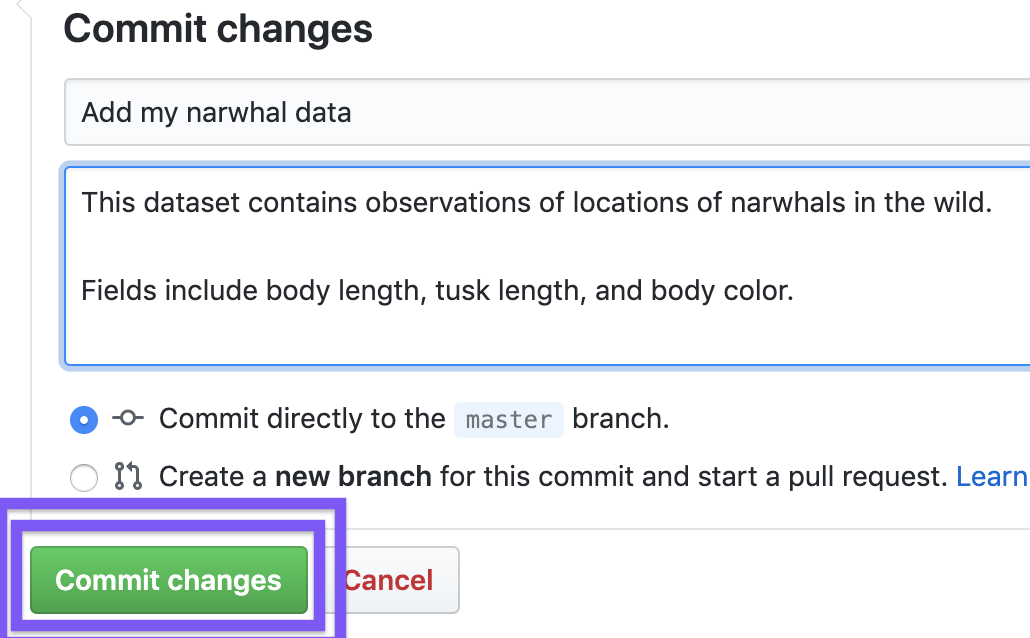 Commit changes
Add my narwhal data
This dataset contains observations of locations of narwhals in the wild.
Fields include body length, tusk length, and body color.
Commit directly to the master branch.
Create a new branch for this commit and start a pull request. Learn
Commit changes Cancel